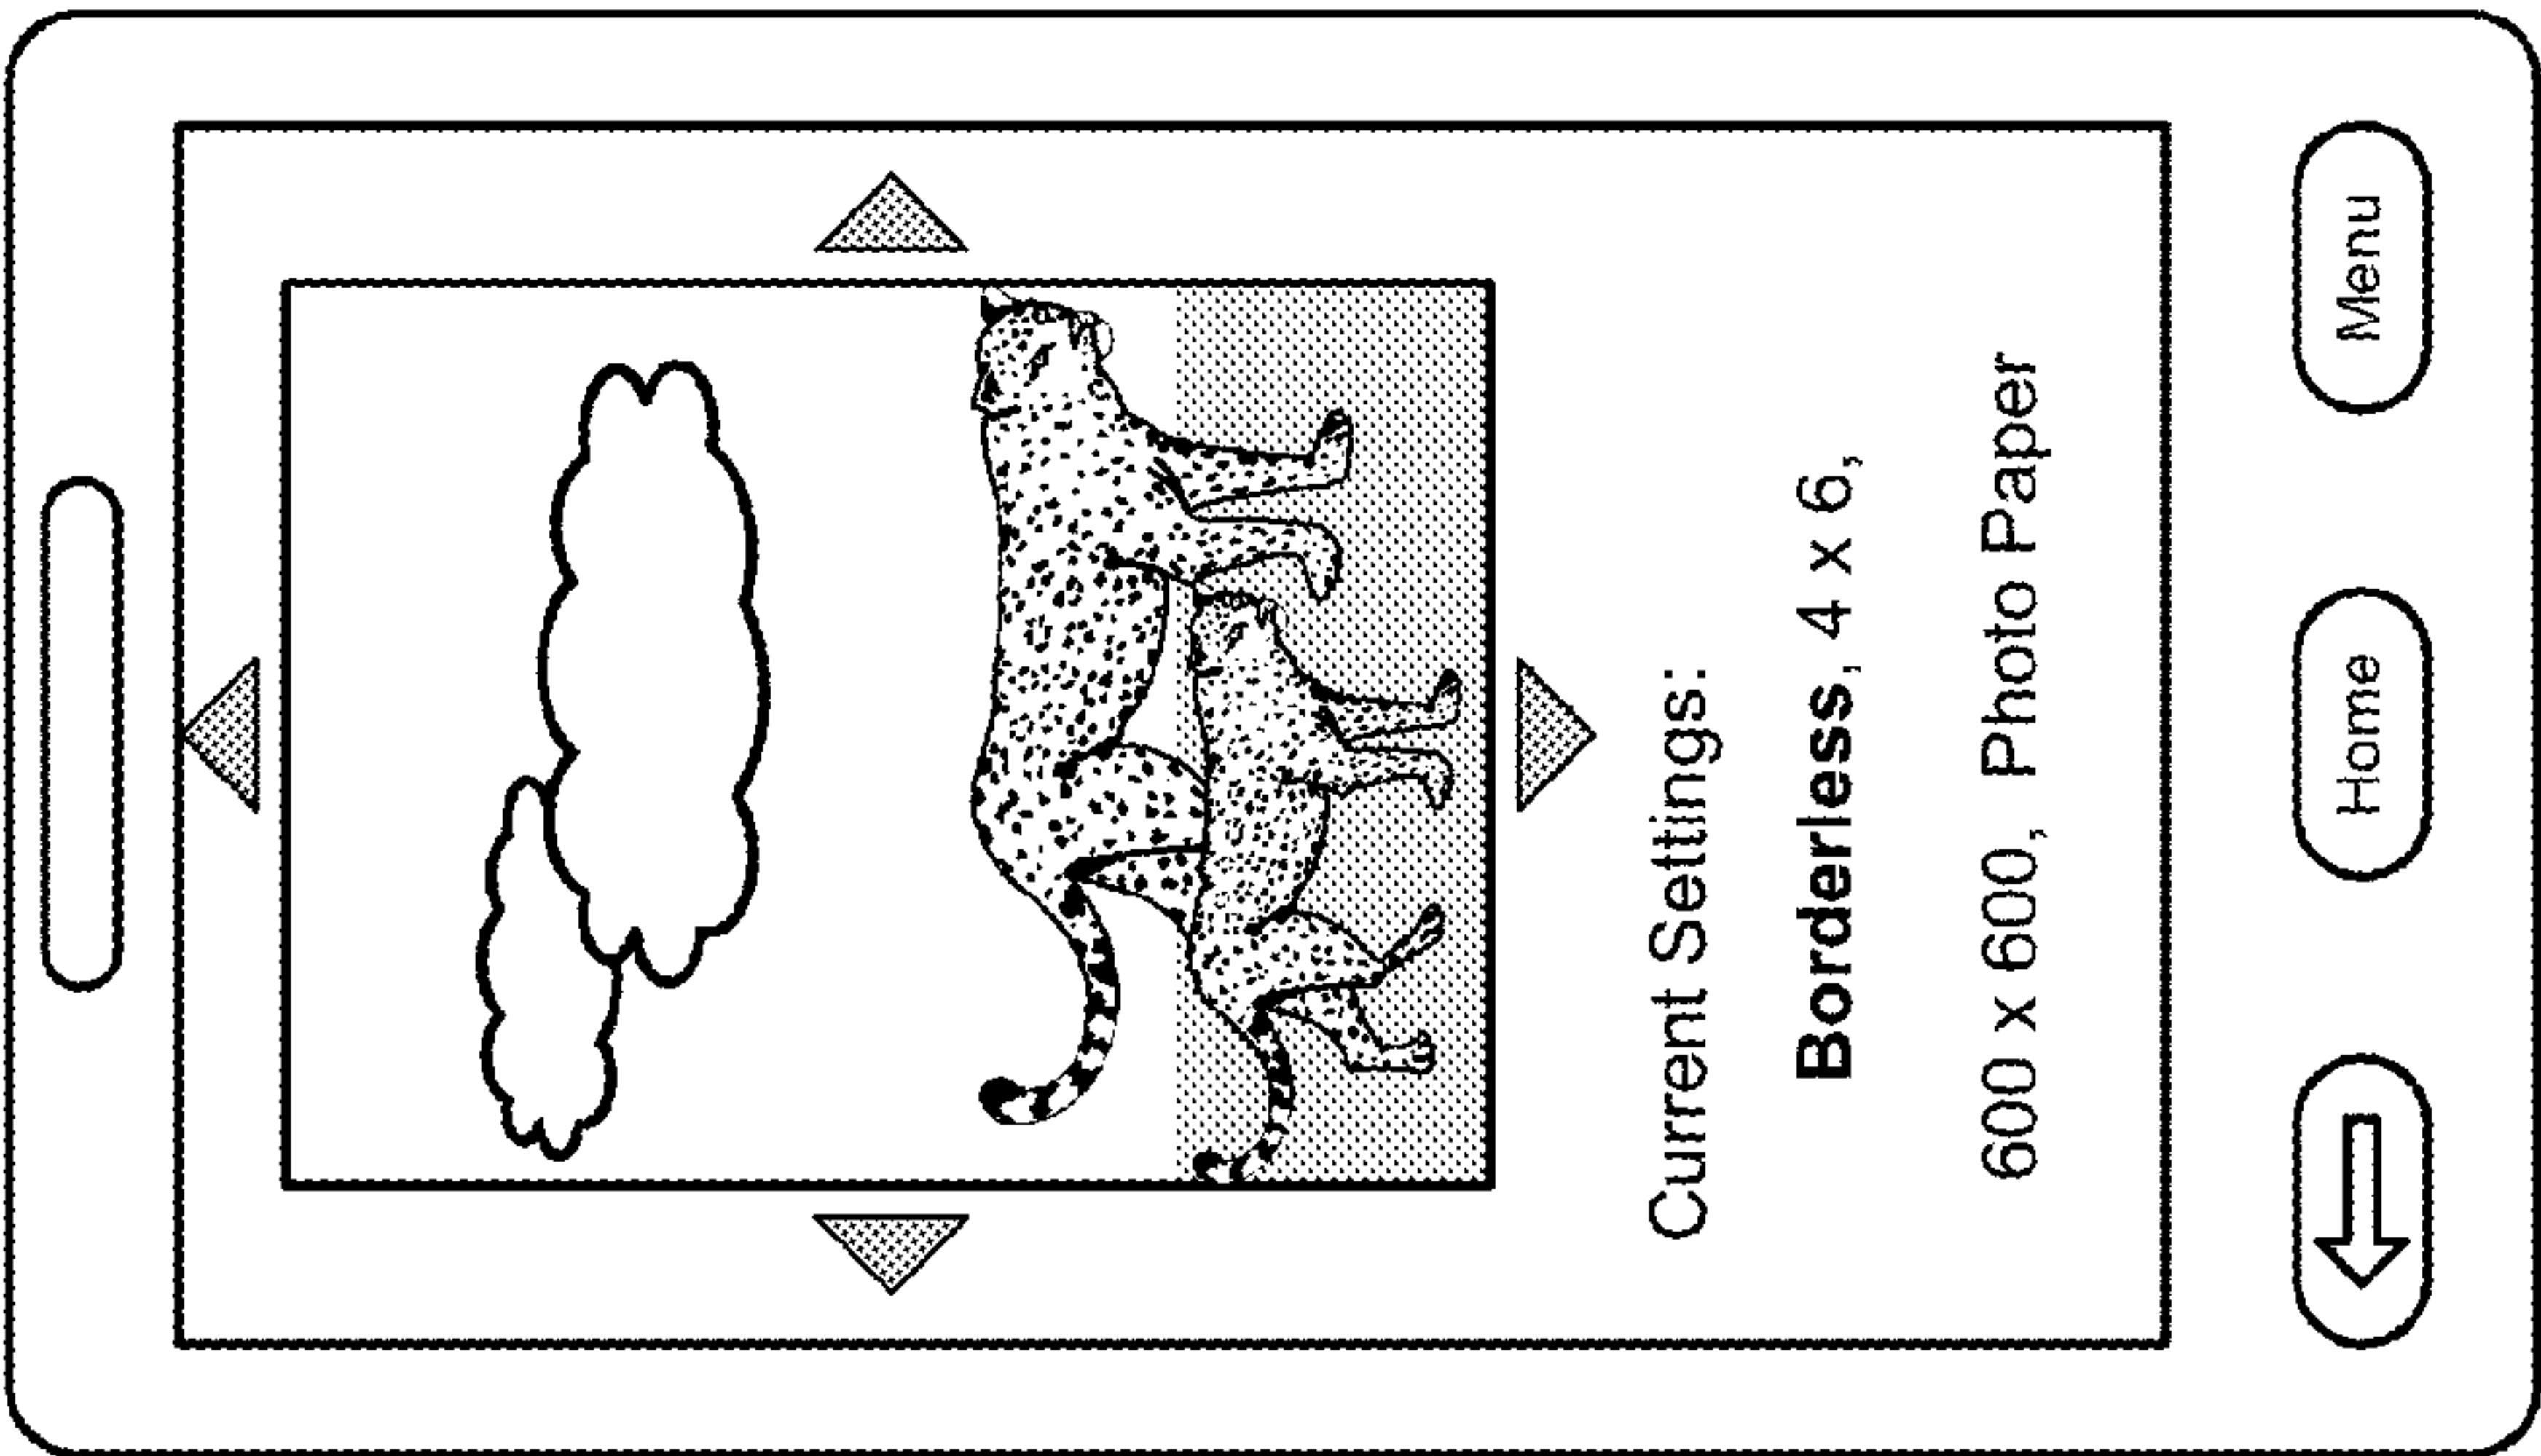 Current Settings:
Borderless, 4 x 6,
600 x 600, Photo Paper
Home
Menu